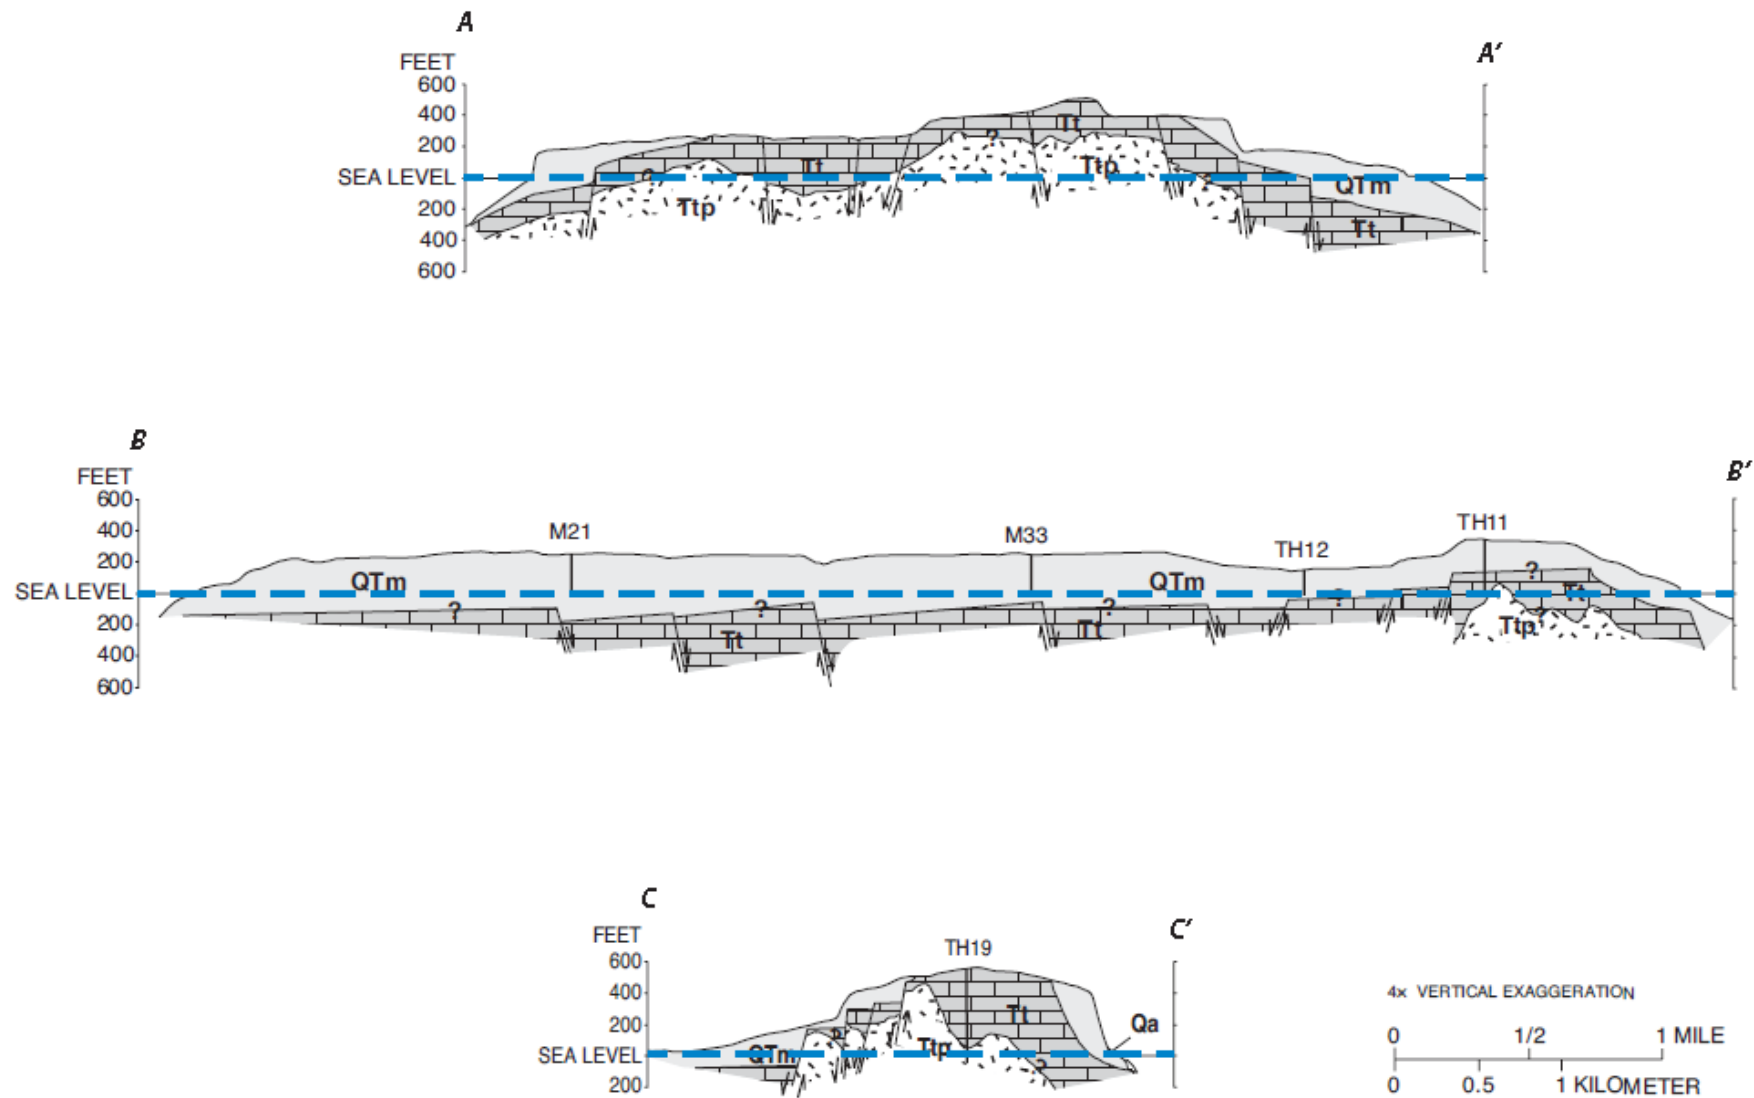 A
A'
FEET
600
400
200
SEA LEVEL
200
400
600
Tt
?
Tt
Ttp
Ttp
QTm
Tt
B
B'
FEET
600
400
200
SEA LEVEL
200
400
600
M21
M33
TH12
TH11
QTm
QTm
?
?
?
?
?
Tt
Tt
Tt
Ttp
C
C'
FEET
600
400
200
SEA LEVEL
200
TH19
Tt
Qa
QTm
Ttp
?
4x VERTICAL EXAGGERATION
0 1/2 1 MILE
0 0.5 1 KILOMETER